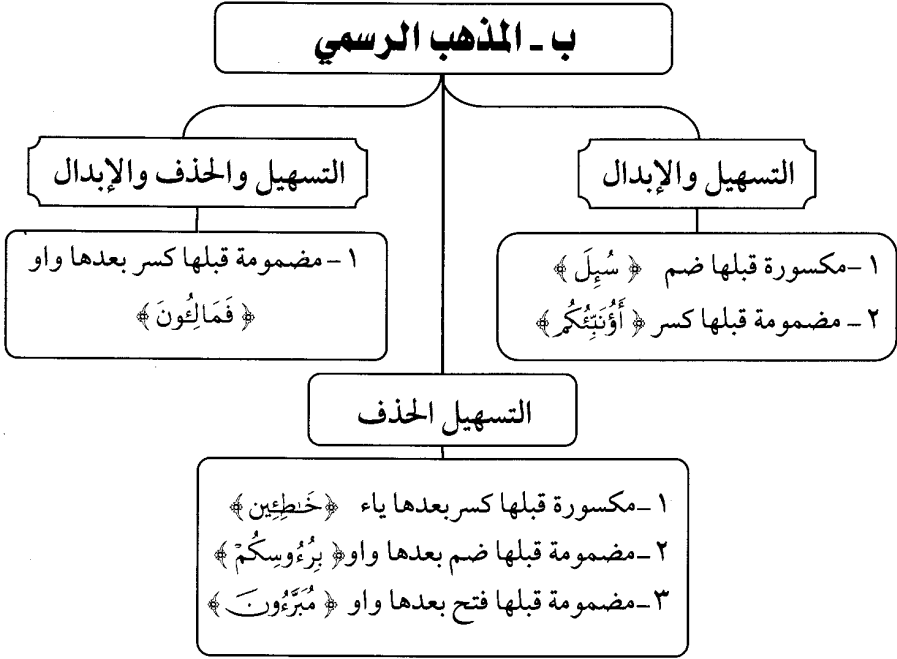 ب - المذهب الرسمي
التسهيل والإبدال
١ - مكسورة قبلها ضم ﴿ سُئِلَ ﴾
٢ - مضمومة قبلها كسر ﴿ أَؤُنَبِّئُكُم ﴾
التسهيل والحذف والإبدال
١ - مضمومة قبلها كسر بعدها واو
﴿ فَمَالِئُونَ ﴾
التسهيل الحذف
١ - مكسورة قبلها كسر بعدها ياء ﴿ خَٰطِـِٔين ﴾
٢ - مضمومة قبلها ضم بعدها واو ﴿ بِرُءُوسِكُمْ ﴾
٣ - مضمومة قبلها فتح بعدها واو ﴿ مُبَرَّءُونَ ﴾